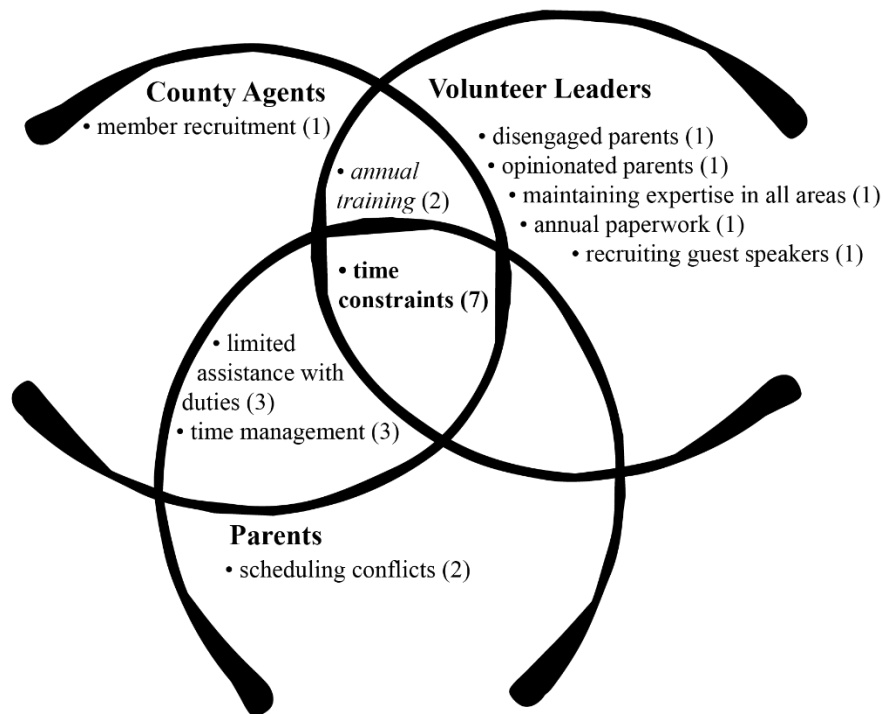 County Agents
• member recruitment (1)
Volunteer Leaders
• disengaged parents (1)
• opinionated parents (1)
• maintaining expertise in all areas (1)
• annual paperwork (1)
• recruiting guest speakers (1)
• annual
training (2)
• time
constraints (7)
• limited
assistance with
duties (3)
• time management (3)
Parents
• scheduling conflicts (2)